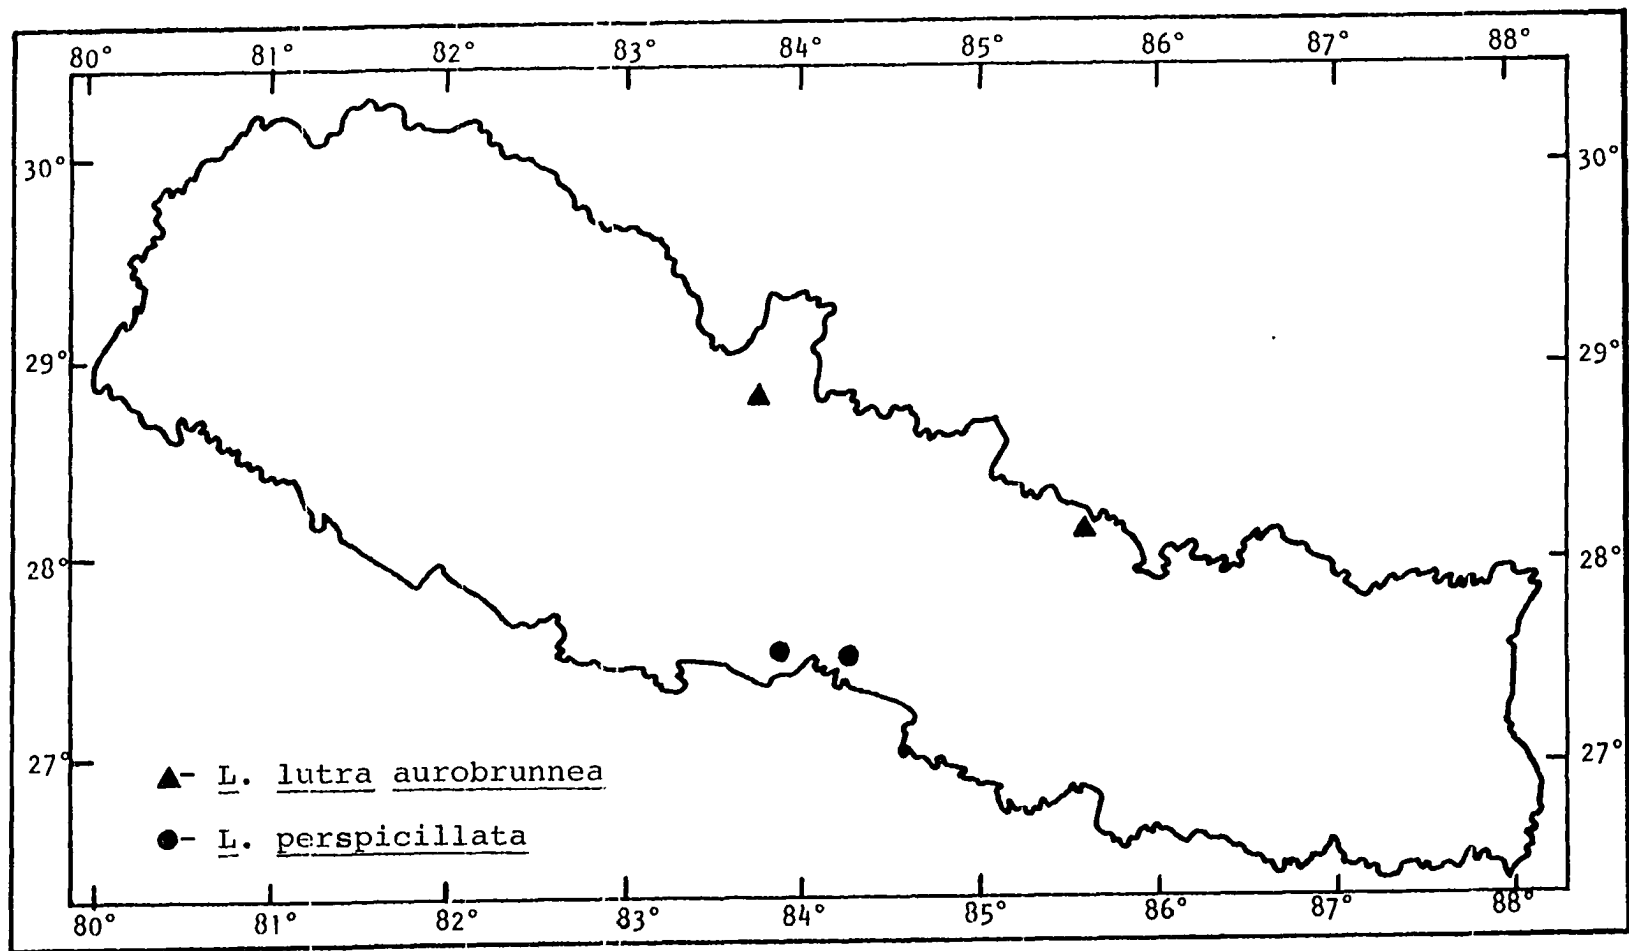 80° 81° 82° 83° 84° 85° 86° 87° 88°
30° 30°
29° 29°
28° 28°
27° 27°
▲- L. lutra aurobrunnea
●- L. perspicillata
80° 81° 82° 83° 84° 85° 86° 87° 88°